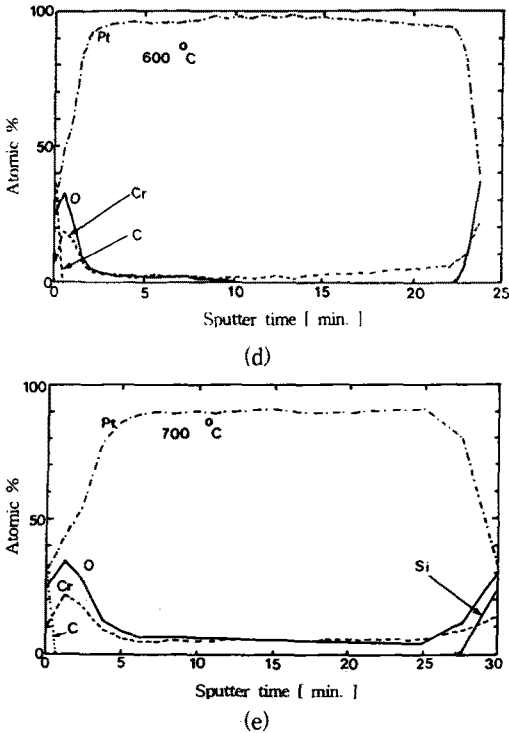 100
Pt
600 °C
Atomic %
50
O
Cr
C
0
0 5 10 15 20 25
Sputter time [ min. ]
(d)
100
Pt
700 °C
Atomic %
50
O
Si
Cr
C
0
0 5 10 15 20 25 30
Sputter time [ min. ]
(e)